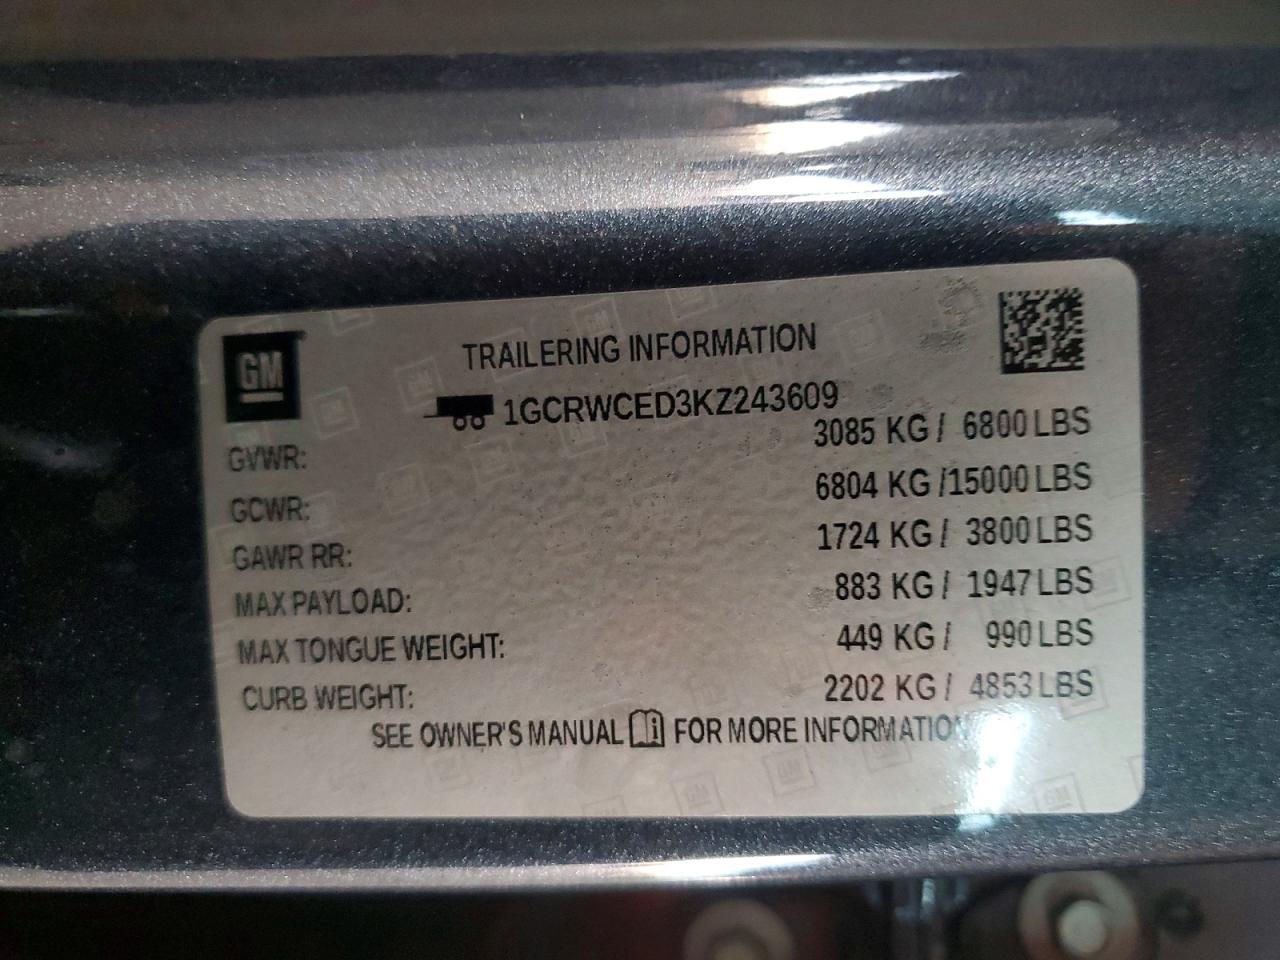 GM
TRAILERING INFORMATION
1GCRWCED3KZ243609
GVWR: 3085 KG / 6800 LBS
GCWR: 6804 KG /15000 LBS
GAWR RR: 1724 KG / 3800 LBS
MAX PAYLOAD: 883 KG / 1947 LBS
MAX TONGUE WEIGHT: 449 KG / 990 LBS
CURB WEIGHT: 2202 KG / 4853 LBS
SEE OWNER'S MANUAL FOR MORE INFORMATION